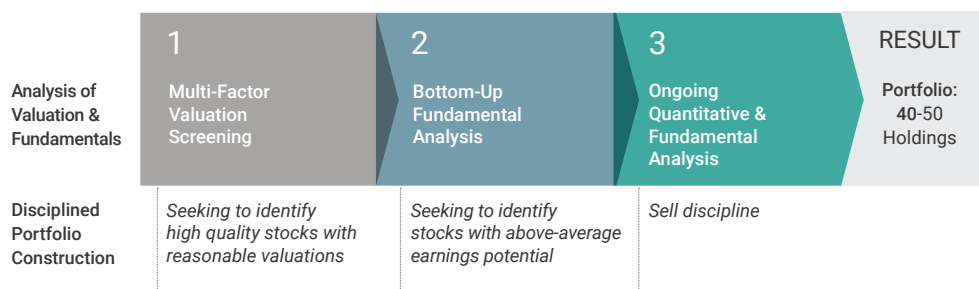 Analysis of
Valuation &
Fundamentals
1
Multi-Factor
Valuation
Screening
2
Bottom-Up
Fundamental
Analysis
3
Ongoing
Quantitative &
Fundamental
Analysis
RESULT
Portfolio:
40-50
Holdings
Disciplined
Portfolio
Construction
Seeking to identify
high quality stocks with
reasonable valuations
Seeking to identify
stocks with above-average
earnings potential
Sell discipline